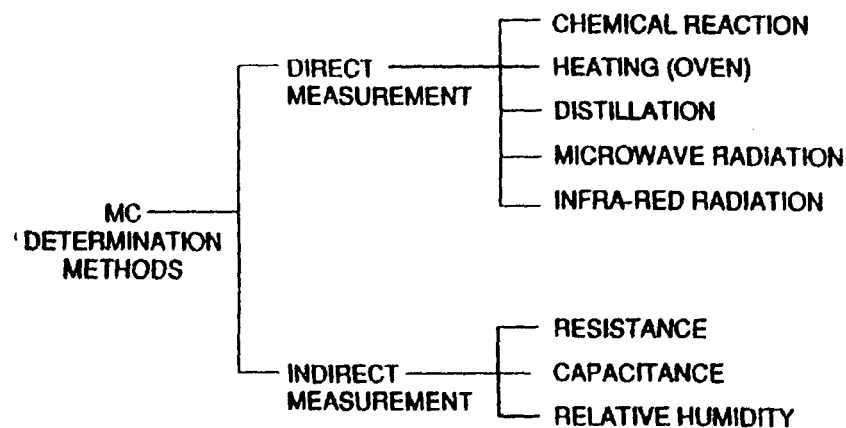 MC
DETERMINATION
METHODS
DIRECT
MEASUREMENT
CHEMICAL REACTION
HEATING (OVEN)
DISTILLATION
MICROWAVE RADIATION
INFRA-RED RADIATION
INDIRECT
MEASUREMENT
RESISTANCE
CAPACITANCE
RELATIVE HUMIDITY